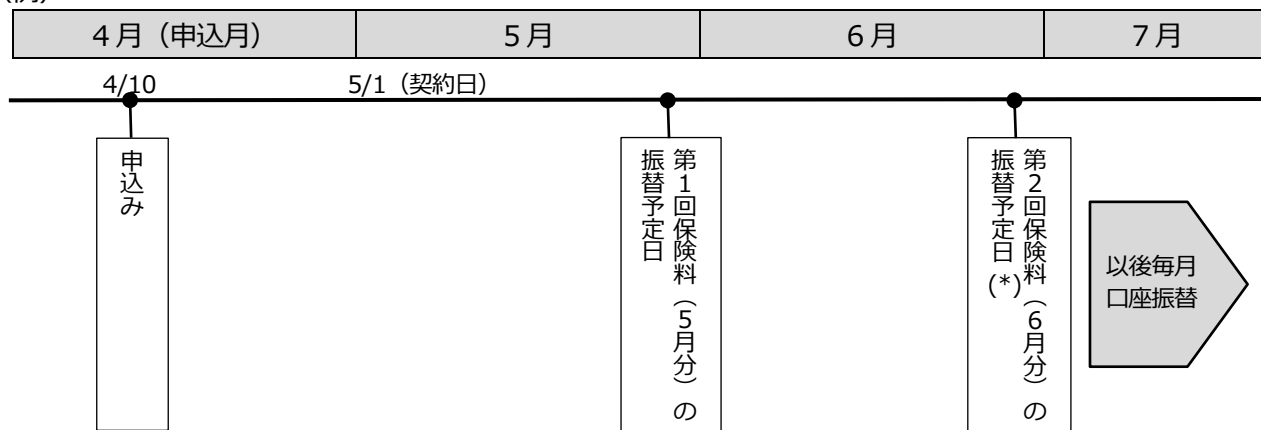 ４月（申込月）
５月
６月
７月
4/10
5/1（契約日）
申込み
第１回保険料（５月分）の
振替予定日
第２回保険料（６月分）の
振替予定日(*)
以後毎月
口座振替